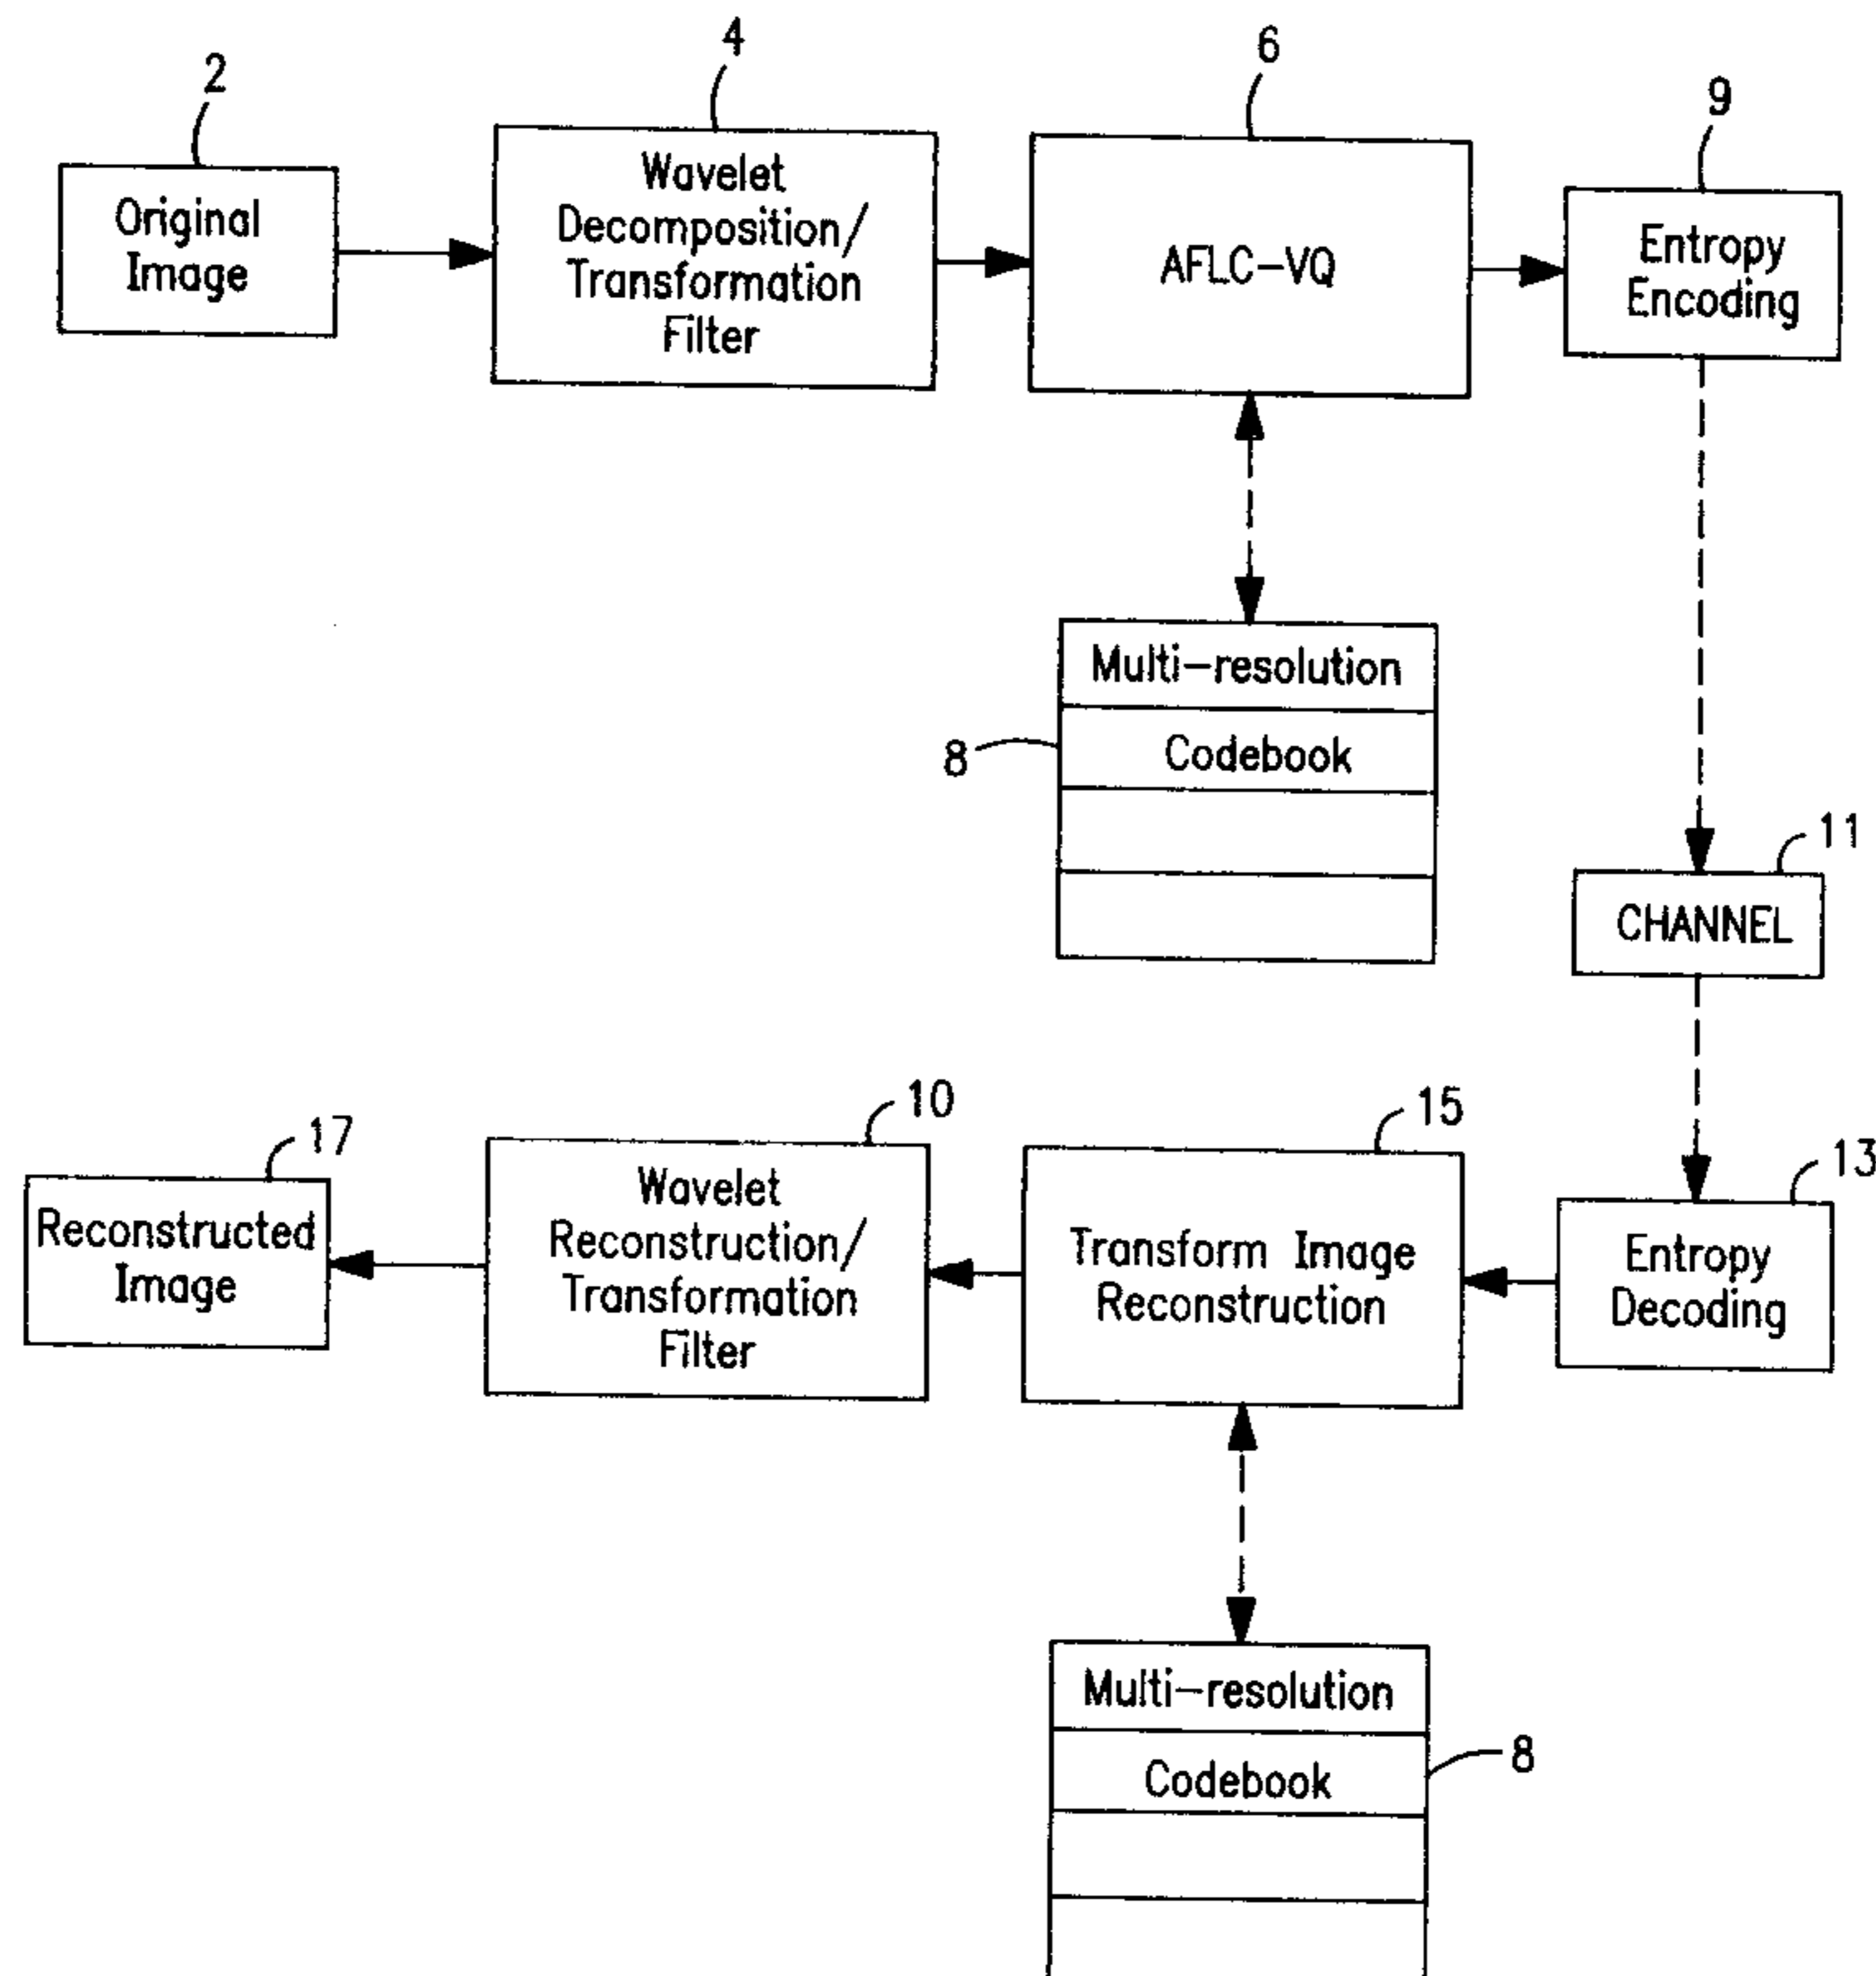 2
4
6
9
Original
Image
Wavelet
Decomposition/
Transformation
Filter
AFLC-VQ
Entropy
Encoding
Multi-resolution
8
Codebook
11
CHANNEL
17
10
15
13
Reconstructed
Image
Wavelet
Reconstruction/
Transformation
Filter
Transform Image
Reconstruction
Entropy
Decoding
Multi-resolution
Codebook
8